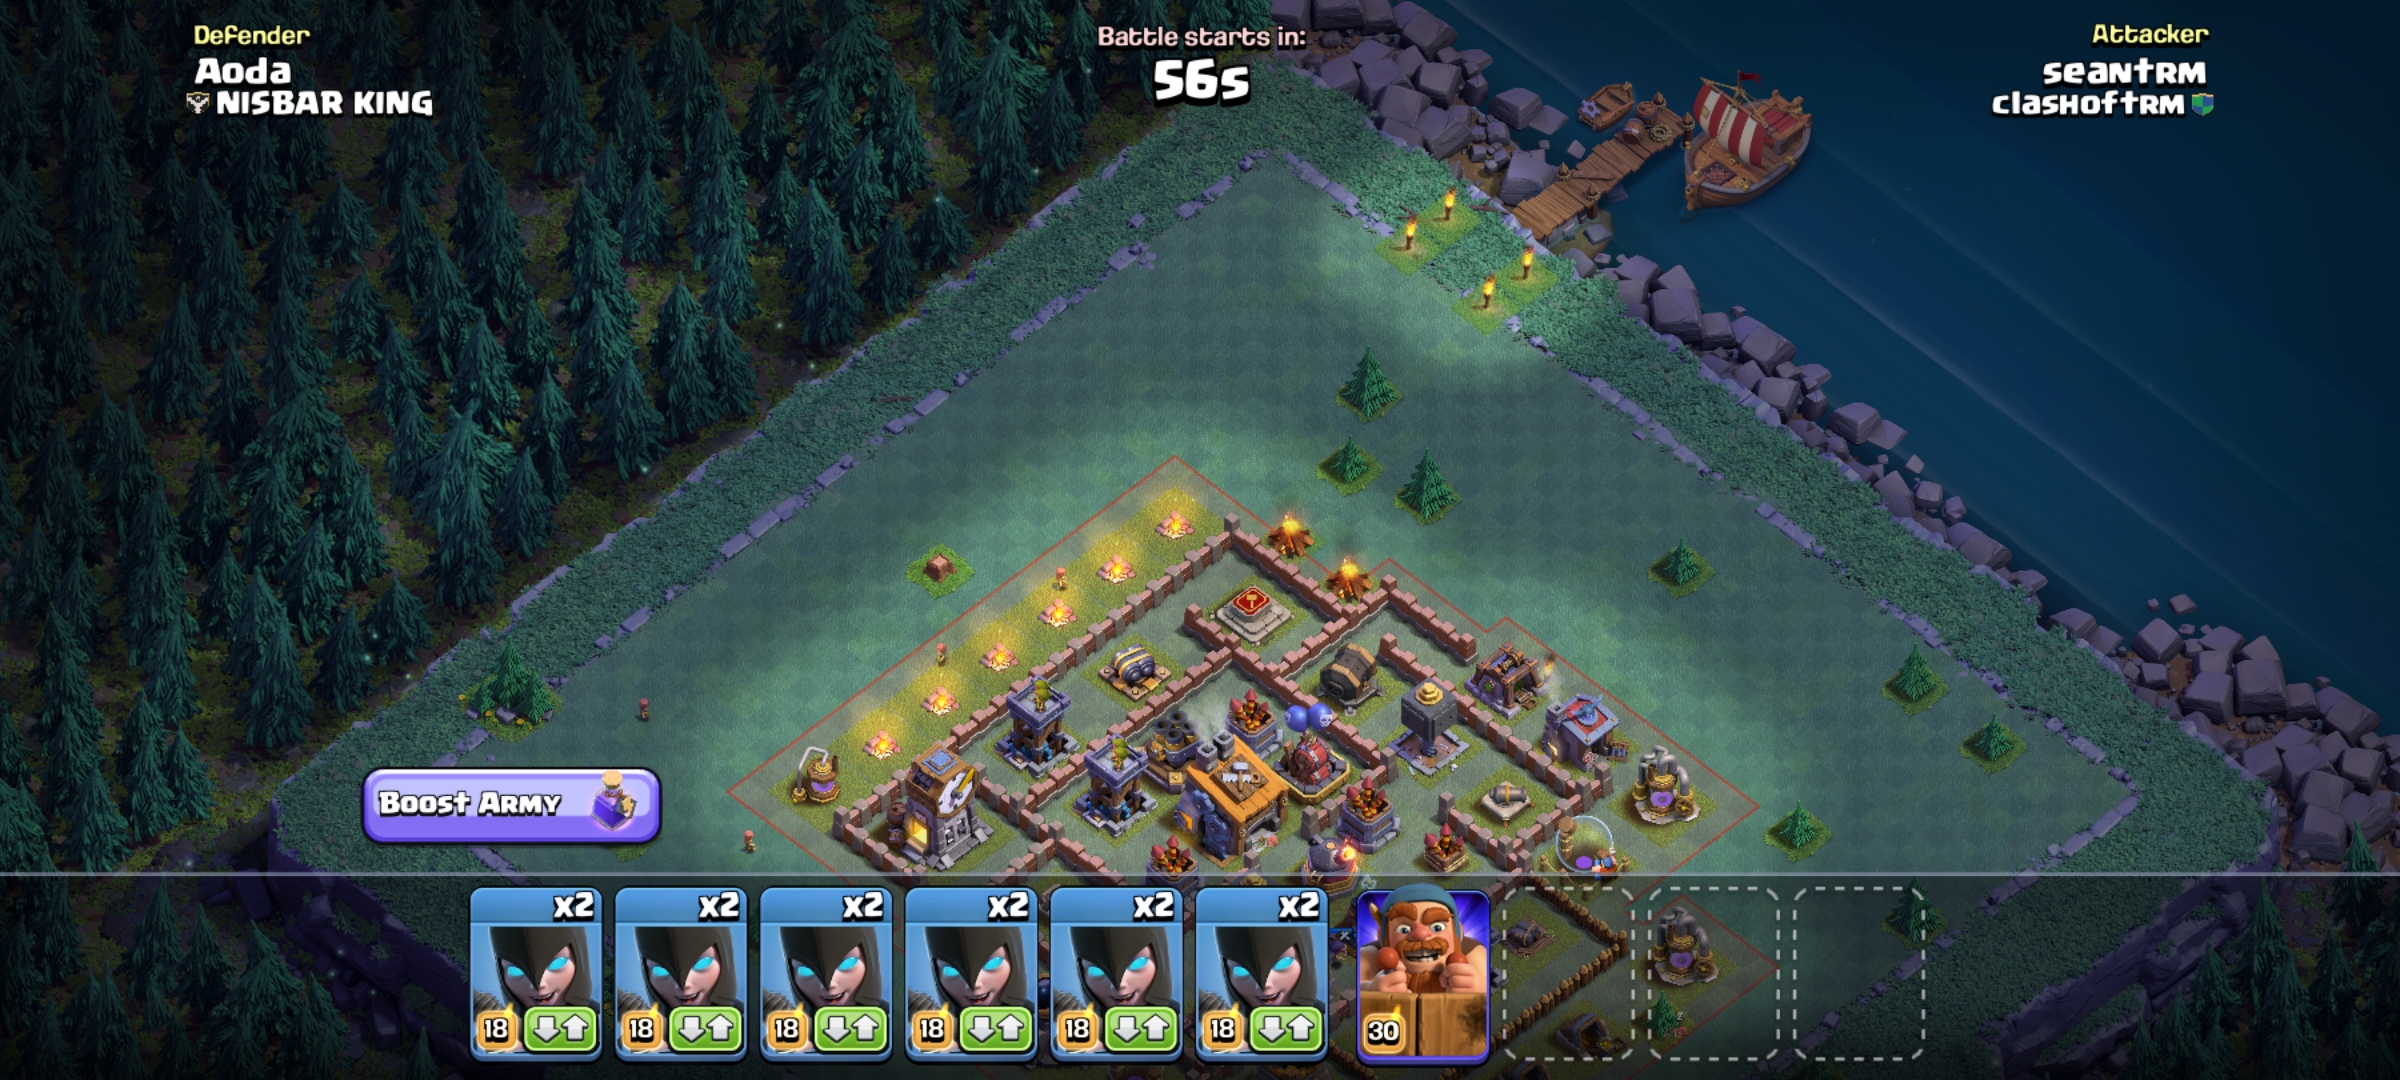 Defender
Aoda
NISBAR KING
Battle starts in:
56s
Attacker
seantRM
clashoftRM
Boost Army
x2
x2
x2
x2
x2
x2
18
18
18
18
18
18
30